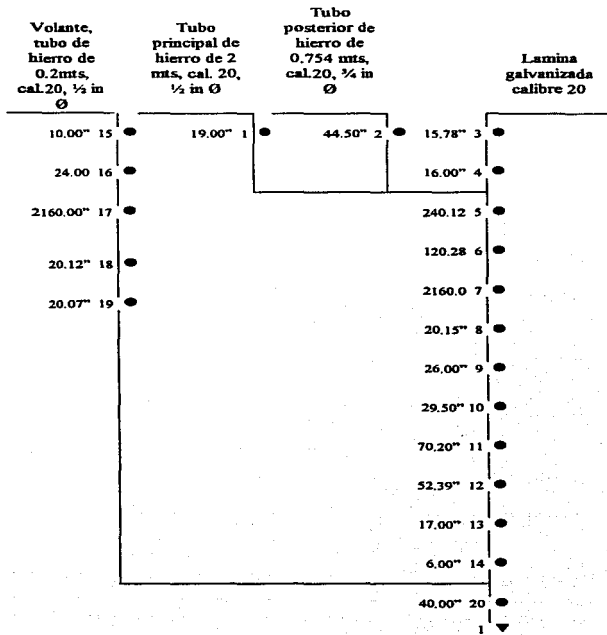 Volante,
tubo de
hierro de
0.2mts,
cal.20, ½ in
Ø
Tubo
principal de
hierro de 2
mts, cal. 20,
½ in Ø
Tubo
posterior de
hierro de
0.754 mts,
cal.20, ¾ in
Ø
Lamina
galvanizada
calibre 20
10.00" 15
19.00" 1
44.50" 2
15.78" 3
24.00 16
16.00" 4
2160.00" 17
240.12 5
120.28 6
20.12" 18
2160.0 7
20.07" 19
20.15" 8
26.00" 9
29.50" 10
70.20" 11
52.39" 12
17.00" 13
6.00" 14
40.00" 20
1